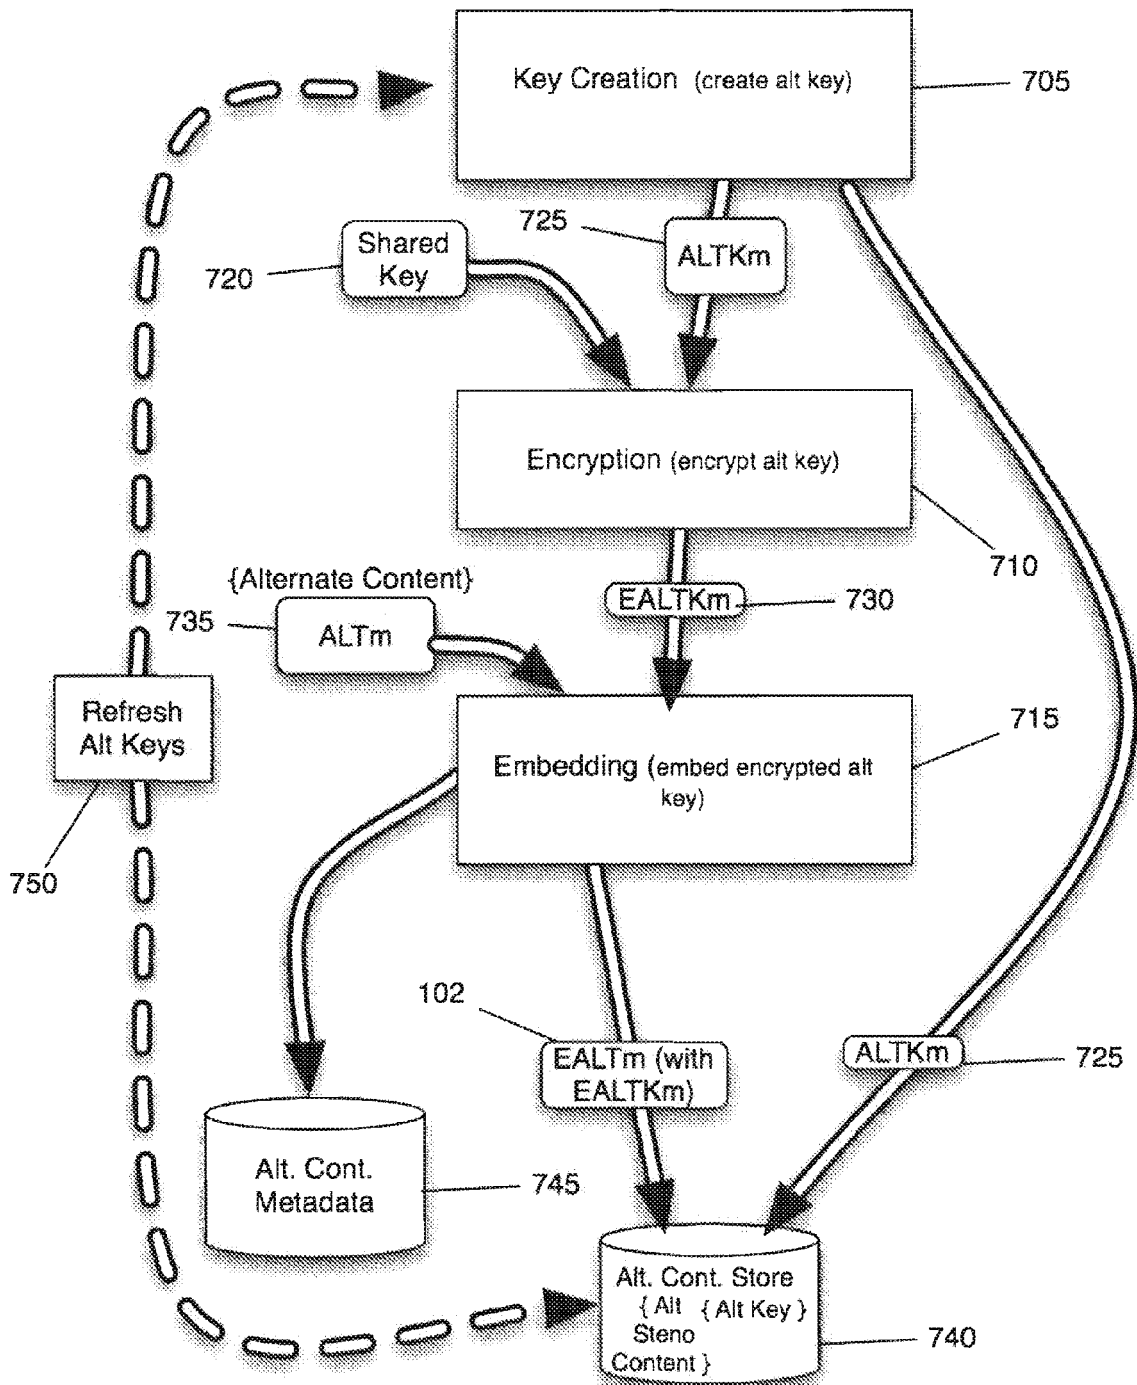 Key Creation (create alt key)
705
725
Shared
Key
ALTKm
720
Encryption (encrypt alt key)
710
{Alternate Content}
EALTKm
730
735
ALTm
Refresh
Alt Keys
715
Embedding (embed encrypted alt
key)
750
102
EALTm (with
EALTKm)
ALTKm
725
Alt. Cont.
Metadata
745
Alt. Cont. Store
{ Alt { Alt Key }
Steno
Content }
740